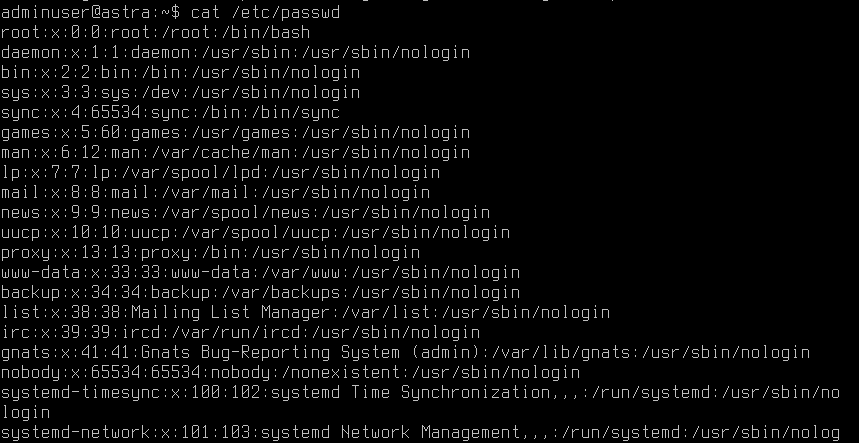 adminuser@astra:~$ cat /etc/passwd
root:x:0:0:root:/root:/bin/bash
daemon:x:1:1:daemon:/usr/sbin:/usr/sbin/nologin
bin:x:2:2:bin:/bin:/usr/sbin/nologin
sys:x:3:3:sys:/dev:/usr/sbin/nologin
sync:x:4:65534:sync:/bin:/bin/sync
games:x:5:60:games:/usr/games:/usr/sbin/nologin
man:x:6:12:man:/var/cache/man:/usr/sbin/nologin
lp:x:7:7:lp:/var/spool/lpd:/usr/sbin/nologin
mail:x:8:8:mail:/var/mail:/usr/sbin/nologin
news:x:9:9:news:/var/spool/news:/usr/sbin/nologin
uucp:x:10:10:uucp:/var/spool/uucp:/usr/sbin/nologin
proxy:x:13:13:proxy:/bin:/usr/sbin/nologin
www-data:x:33:33:www-data:/var/www:/usr/sbin/nologin
backup:x:34:34:backup:/var/backups:/usr/sbin/nologin
list:x:38:38:Mailing List Manager:/var/list:/usr/sbin/nologin
irc:x:39:39:ircd:/var/run/ircd:/usr/sbin/nologin
gnats:x:41:41:Gnats Bug-Reporting System (admin):/var/lib/gnats:/usr/sbin/nologin
nobody:x:65534:65534:nobody:/nonexistent:/usr/sbin/nologin
systemd-timesync:x:100:102:systemd Time Synchronization,,,:/run/systemd:/usr/sbin/no
login
systemd-network:x:101:103:systemd Network Management,,,:/run/systemd:/usr/sbin/nolog